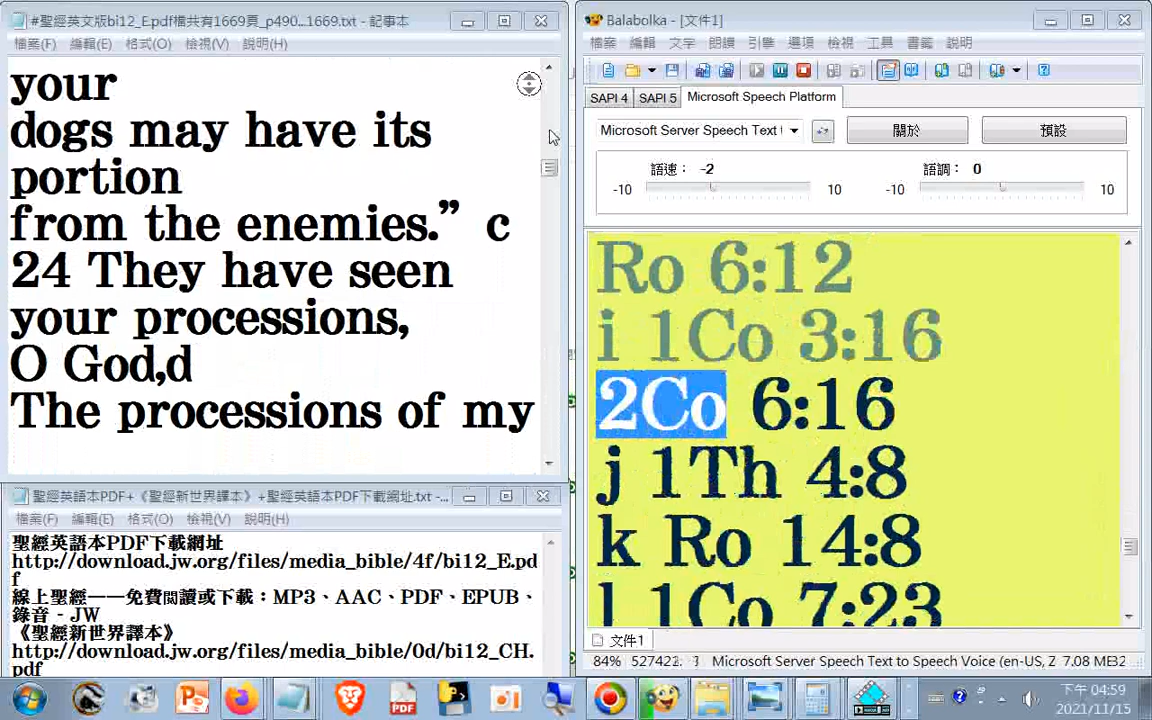 #聖經英文版bi12_E.pdf檔共有1669頁_p490...1669.txt - 記事本
檔案(F) 編輯(E) 格式(O) 檢視(V) 說明(H)
your
dogs may have its
portion
from the enemies.” c
24 They have seen
your processions,
O God,d
The processions of my
聖經英語本PDF+《聖經新世界譯本》+聖經英語本PDF下載網址.txt -...
檔案(F) 編輯(E) 格式(O) 檢視(V) 說明(H)
聖經英語本PDF下載網址
http://download.jw.org/files/media_bible/4f/bi12_E.pd
f
線上聖經——免費閱讀或下載：MP3、AAC、PDF、EPUB、
錄音 - JW
《聖經新世界譯本》
http://download.jw.org/files/media_bible/0d/bi12_CH.
pdf
Balabolka - [文件1]
檔案 編輯 文字 朗讀 引擎 選項 檢視 工具 書籤 說明
SAPI 4 SAPI 5 Microsoft Speech Platform
Microsoft Server Speech Text 關於 預設
語速： -2 語調： 0
-10 10 -10 10
Ro 6:12
i 1Co 3:16
2Co 6:16
j 1Th 4:8
k Ro 14:8
l 1Co 7:23
文件1
84% 527422. Microsoft Server Speech Text to Speech Voice (en-US, Z 7.08 MB32
PDF
下午 04:59
2021/11/15